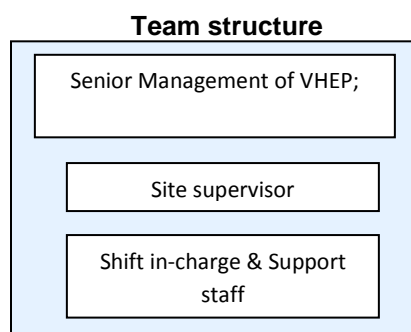 Team structure
Senior Management of VHEP;
Site supervisor
Shift in-charge & Support
staff